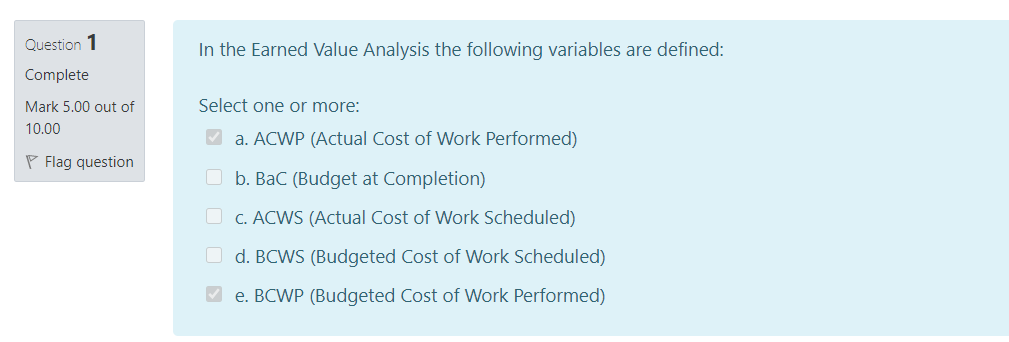 Question 1
Complete
Mark 5.00 out of
10.00
Flag question
In the Earned Value Analysis the following variables are defined:
Select one or more:
a. ACWP (Actual Cost of Work Performed)
b. BaC (Budget at Completion)
c. ACWS (Actual Cost of Work Scheduled)
d. BCWS (Budgeted Cost of Work Scheduled)
e. BCWP (Budgeted Cost of Work Performed)